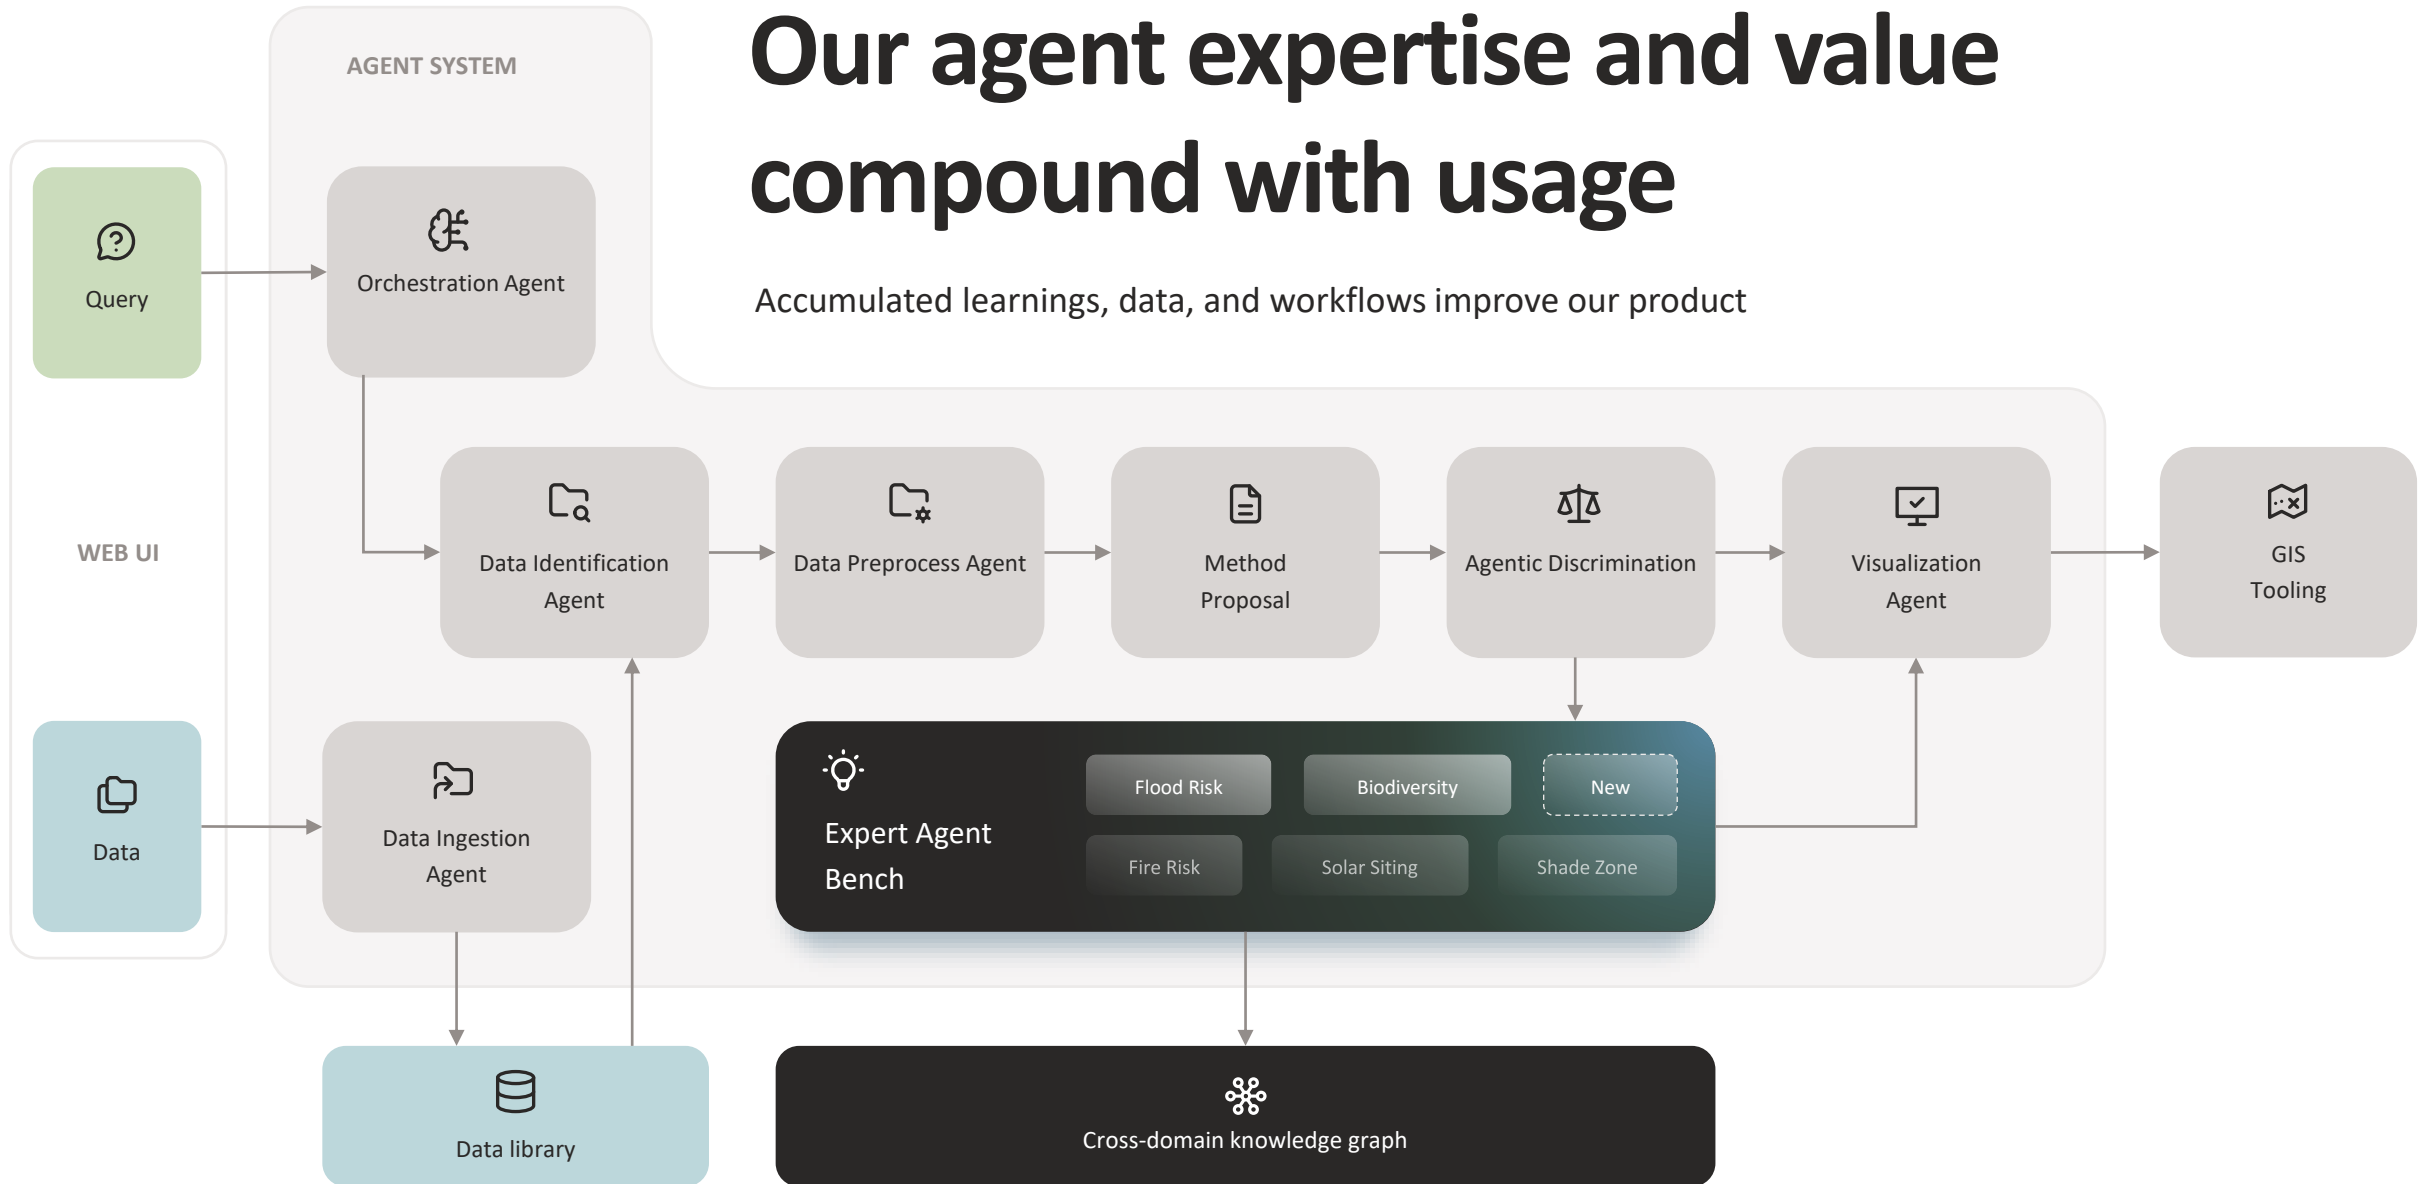 Our agent expertise and value
compound with usage
Accumulated learnings, data, and workflows improve our product
AGENT SYSTEM
WEB UI
Query
Orchestration Agent
Data Identification
Agent
Data Preprocess Agent
Method
Proposal
Agentic Discrimination
Visualization
Agent
GIS
Tooling
Data
Data Ingestion
Agent
Expert Agent
Bench
Flood Risk
Biodiversity
New
Fire Risk
Solar Siting
Shade Zone
Data library
Cross-domain knowledge graph